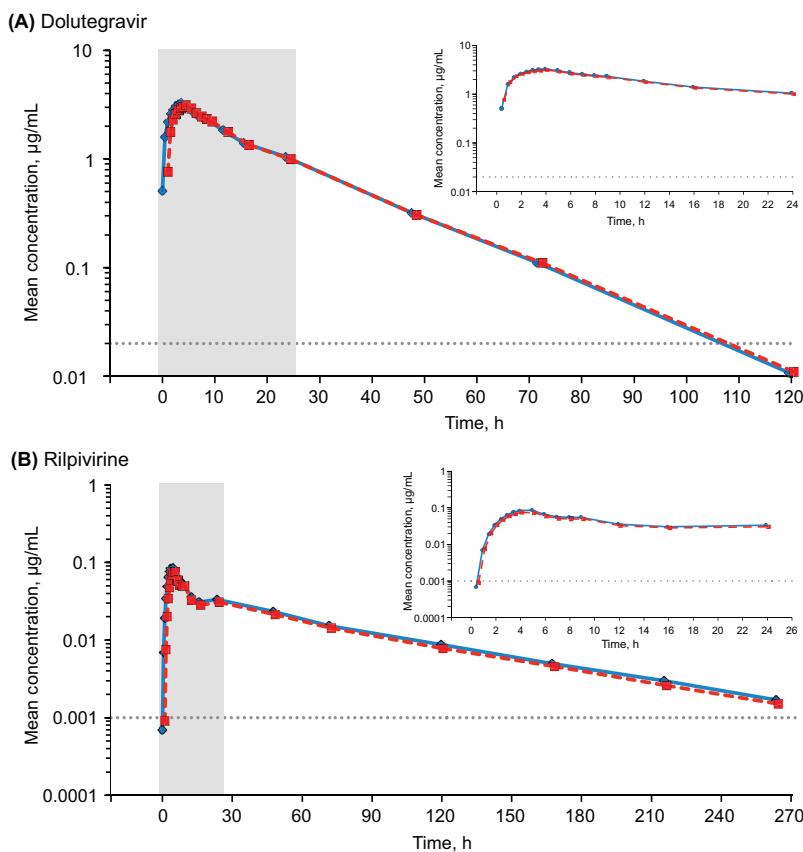 (A) Dolutegravir
Mean concentration, µg/mL
10
1
0.1
0.01
0 10 20 30 40 50 60 70 80 90 100 110 120
Time, h
Mean concentration, µg/mL
10
1
0.1
0.01
0 2 4 6 8 10 12 14 16 18 20 22 24
Time, h
(B) Rilpivirine
Mean concentration, µg/mL
1
0.1
0.01
0.001
0.0001
0 30 60 90 120 150 180 210 240 270
Time, h
Mean concentration, µg/mL
1
0.1
0.01
0.001
0.0001
0 2 4 6 8 10 12 14 16 18 20 22 24 26
Time, h